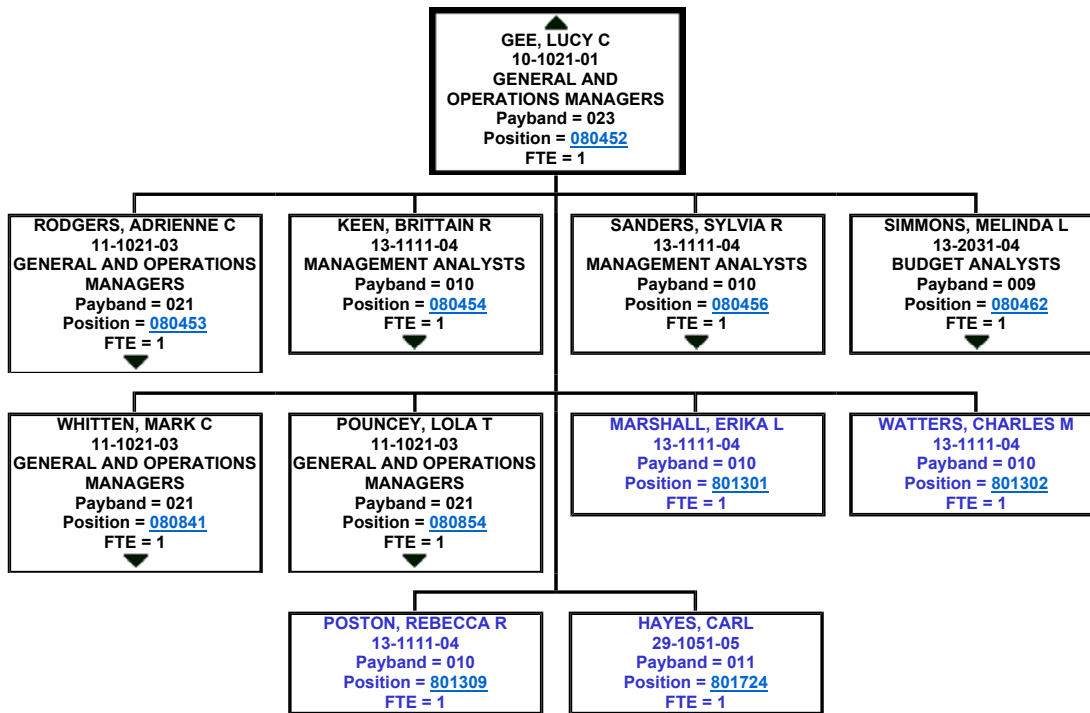 GEE, LUCY C
10-1021-01
GENERAL AND
OPERATIONS MANAGERS
Payband = 023
Position = 080452
FTE = 1
RODGERS, ADRIENNE C
11-1021-03
GENERAL AND OPERATIONS
MANAGERS
Payband = 021
Position = 080453
FTE = 1
KEEN, BRITTAIN R
13-1111-04
MANAGEMENT ANALYSTS
Payband = 010
Position = 080454
FTE = 1
SANDERS, SYLVIA R
13-1111-04
MANAGEMENT ANALYSTS
Payband = 010
Position = 080456
FTE = 1
SIMMONS, MELINDA L
13-2031-04
BUDGET ANALYSTS
Payband = 009
Position = 080462
FTE = 1
WHITTEN, MARK C
11-1021-03
GENERAL AND OPERATIONS
MANAGERS
Payband = 021
Position = 080841
FTE = 1
POUNCEY, LOLA T
11-1021-03
GENERAL AND OPERATIONS
MANAGERS
Payband = 021
Position = 080854
FTE = 1
MARSHALL, ERIKA L
13-1111-04
Payband = 010
Position = 801301
FTE = 1
WATTERS, CHARLES M
13-1111-04
Payband = 010
Position = 801302
FTE = 1
POSTON, REBECCA R
13-1111-04
Payband = 010
Position = 801309
FTE = 1
HAYES, CARL
29-1051-05
Payband = 011
Position = 801724
FTE = 1